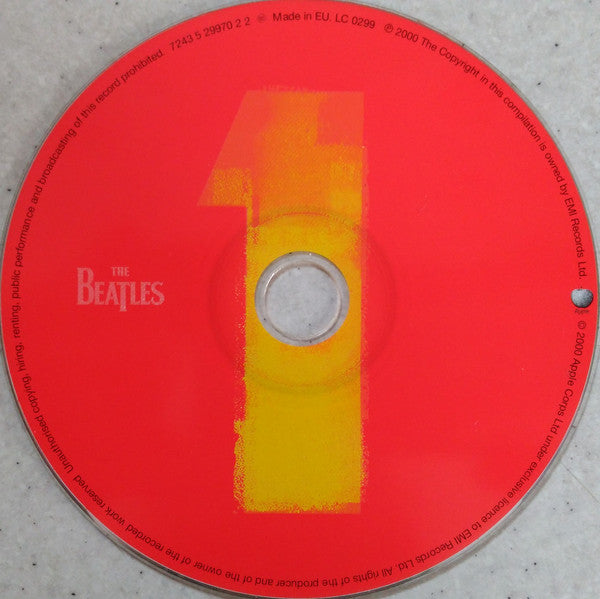 7243 5 29970 2 2 Made in EU. LC 0299 ℗ 2000 The Copyright in this compilation is owned by EMI Records Ltd.
1
THE
BEATLES
Apple
© 2000 Apple Corps Ltd under exclusive licence to EMI Records Ltd. All rights of the producer and of the owner of the recorded work reserved. Unauthorised copying, hiring, renting, public performance and broadcasting of this record prohibited.